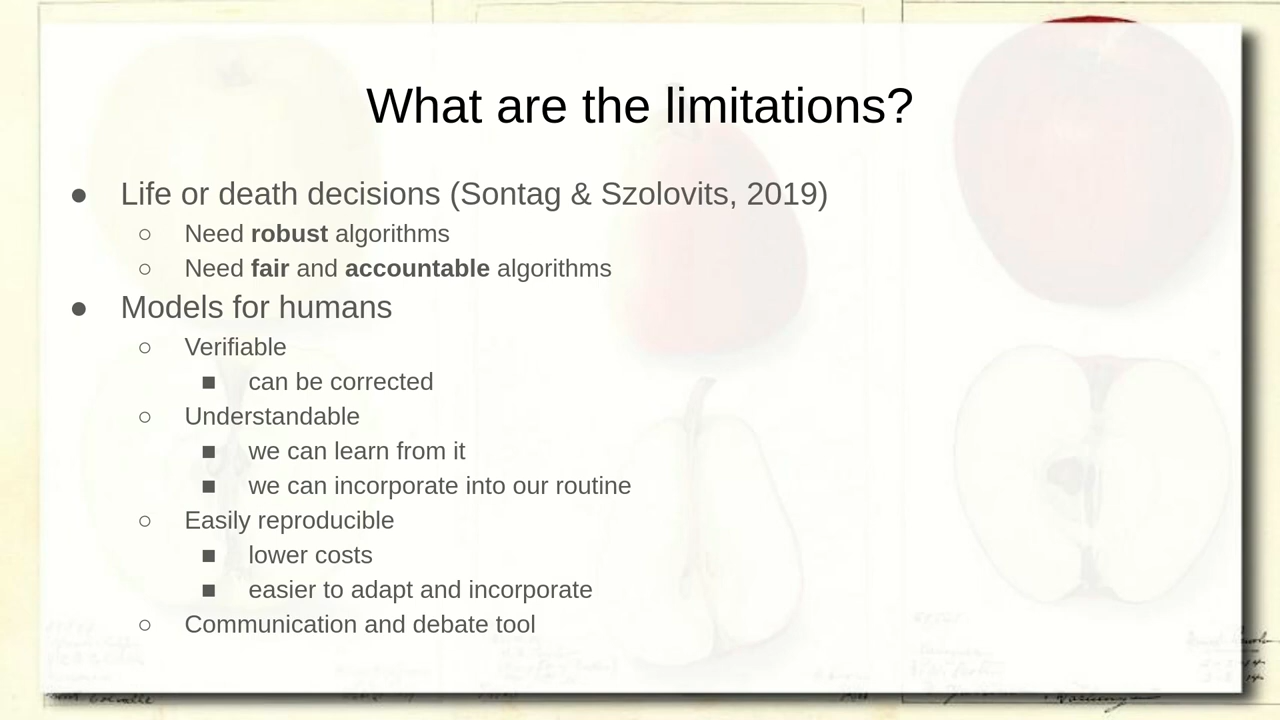 What are the limitations?
● Life or death decisions (Sontag & Szolovits, 2019)
○ Need robust algorithms
○ Need fair and accountable algorithms
● Models for humans
○ Verifiable
■ can be corrected
○ Understandable
■ we can learn from it
■ we can incorporate into our routine
○ Easily reproducible
■ lower costs
■ easier to adapt and incorporate
○ Communication and debate tool